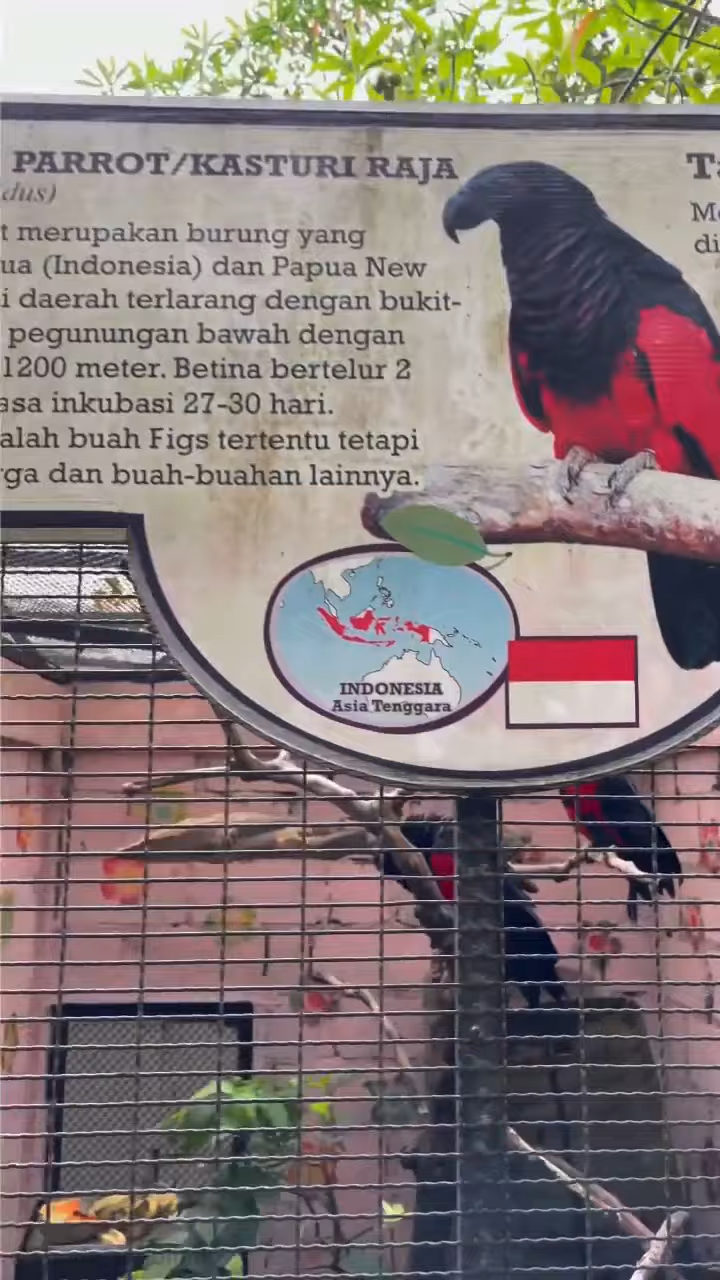 PARROT/KASTURI RAJA
dus)
t merupakan burung yang
ua (Indonesia) dan Papua New
i daerah terlarang dengan bukit-
pegunungan bawah dengan
1200 meter. Betina bertelur 2
asa inkubasi 27-30 hari.
alah buah Figs tertentu tetapi
ga dan buah-buahan lainnya.
INDONESIA
Asia Tenggara
T
M
di